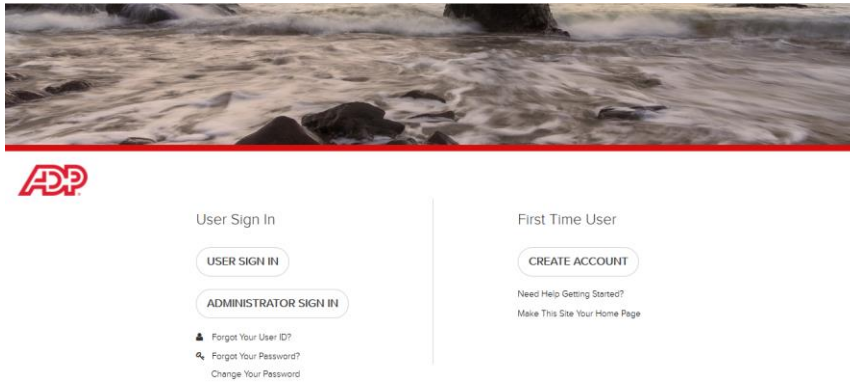 ADP
User Sign In
USER SIGN IN
ADMINISTRATOR SIGN IN
Forgot Your User ID?
Forgot Your Password?
Change Your Password
First Time User
CREATE ACCOUNT
Need Help Getting Started?
Make This Site Your Home Page